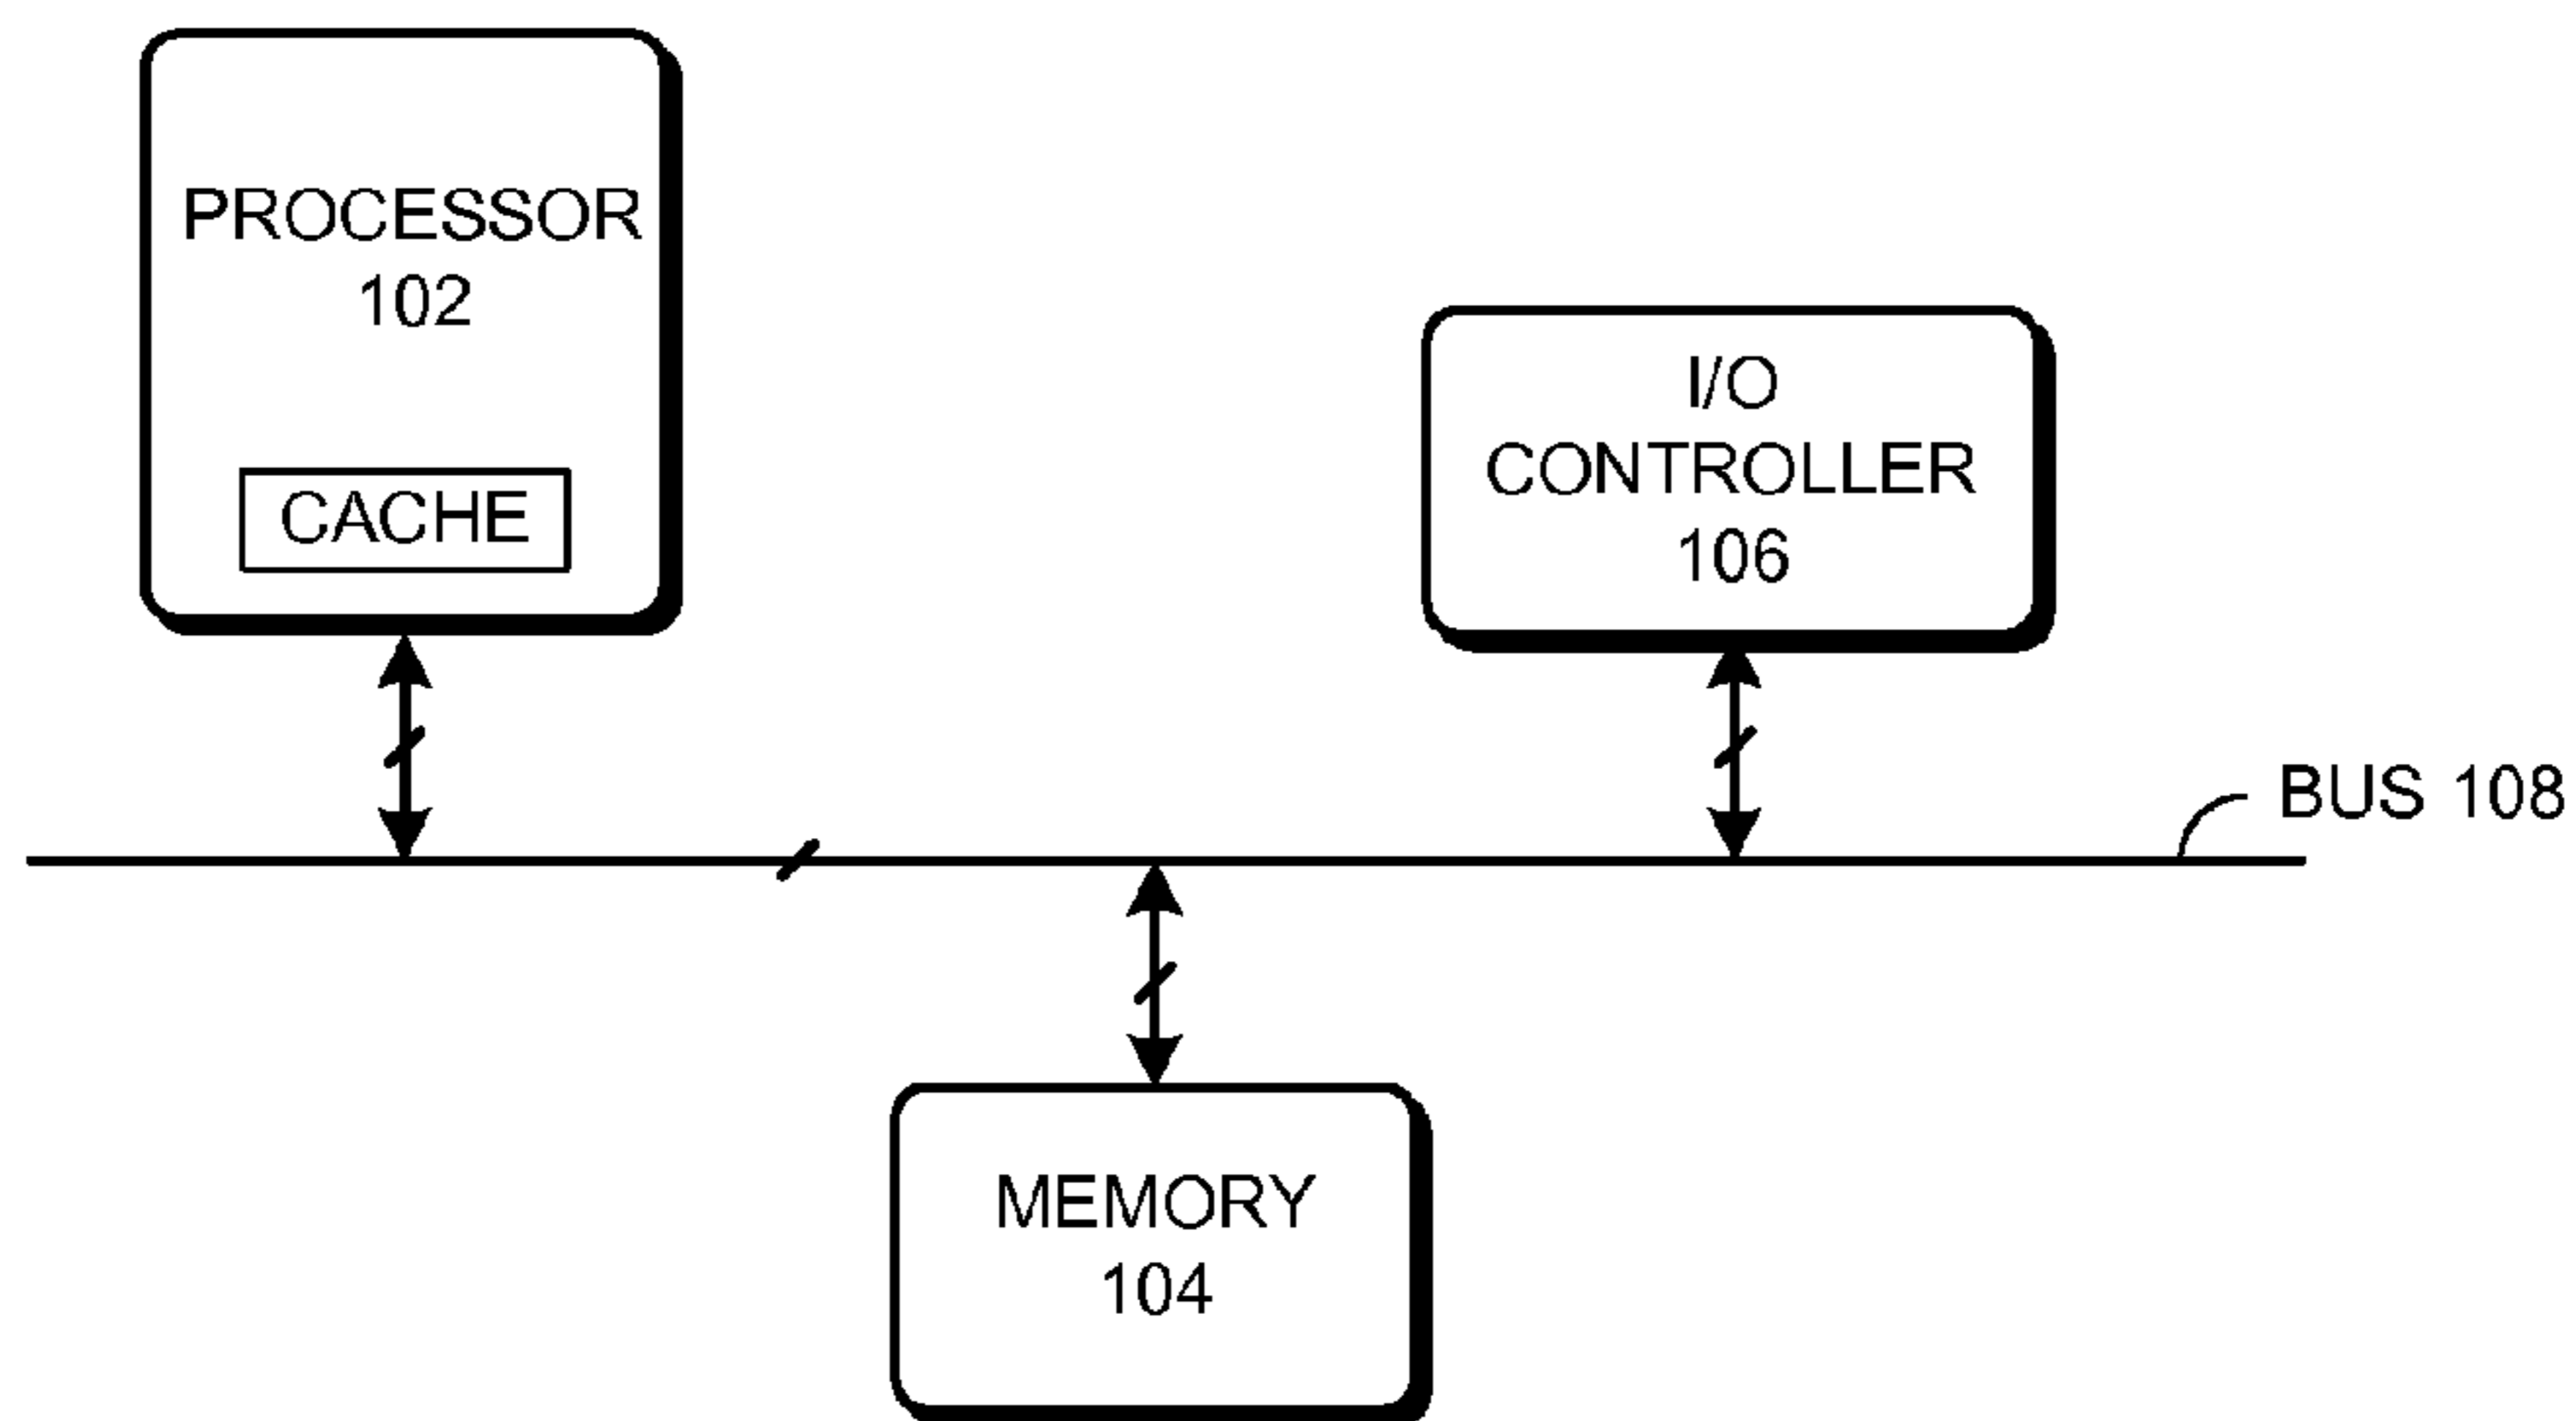 PROCESSOR
102
CACHE
I/O
CONTROLLER
106
BUS 108
MEMORY
104